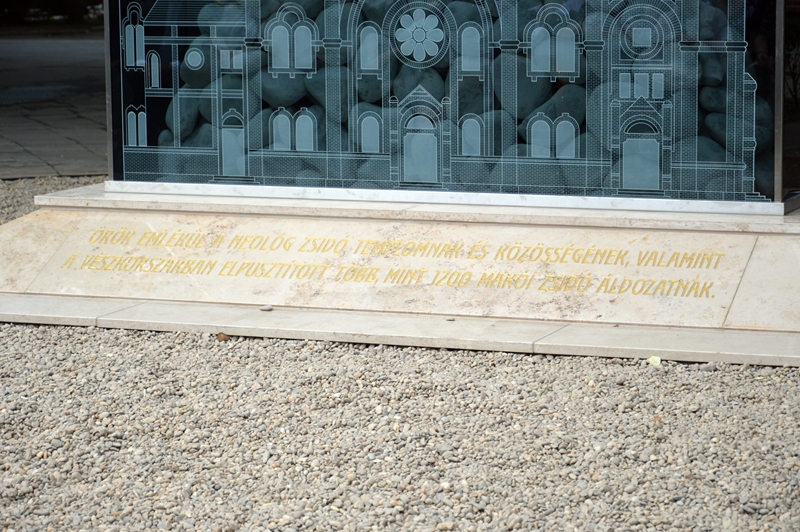 ÖRÖK EMLÉKÜL A NEOLÓG ZSIDÓ TEMPLOMNAK ÉS KÖZÖSSÉGÉNEK, VALAMINT
A VÉSZKORSZAKBAN ELPUSZTÍTOTT TÖBB, MINT 1200 MAKÓI ZSIDÓ ÁLDOZATNAK.